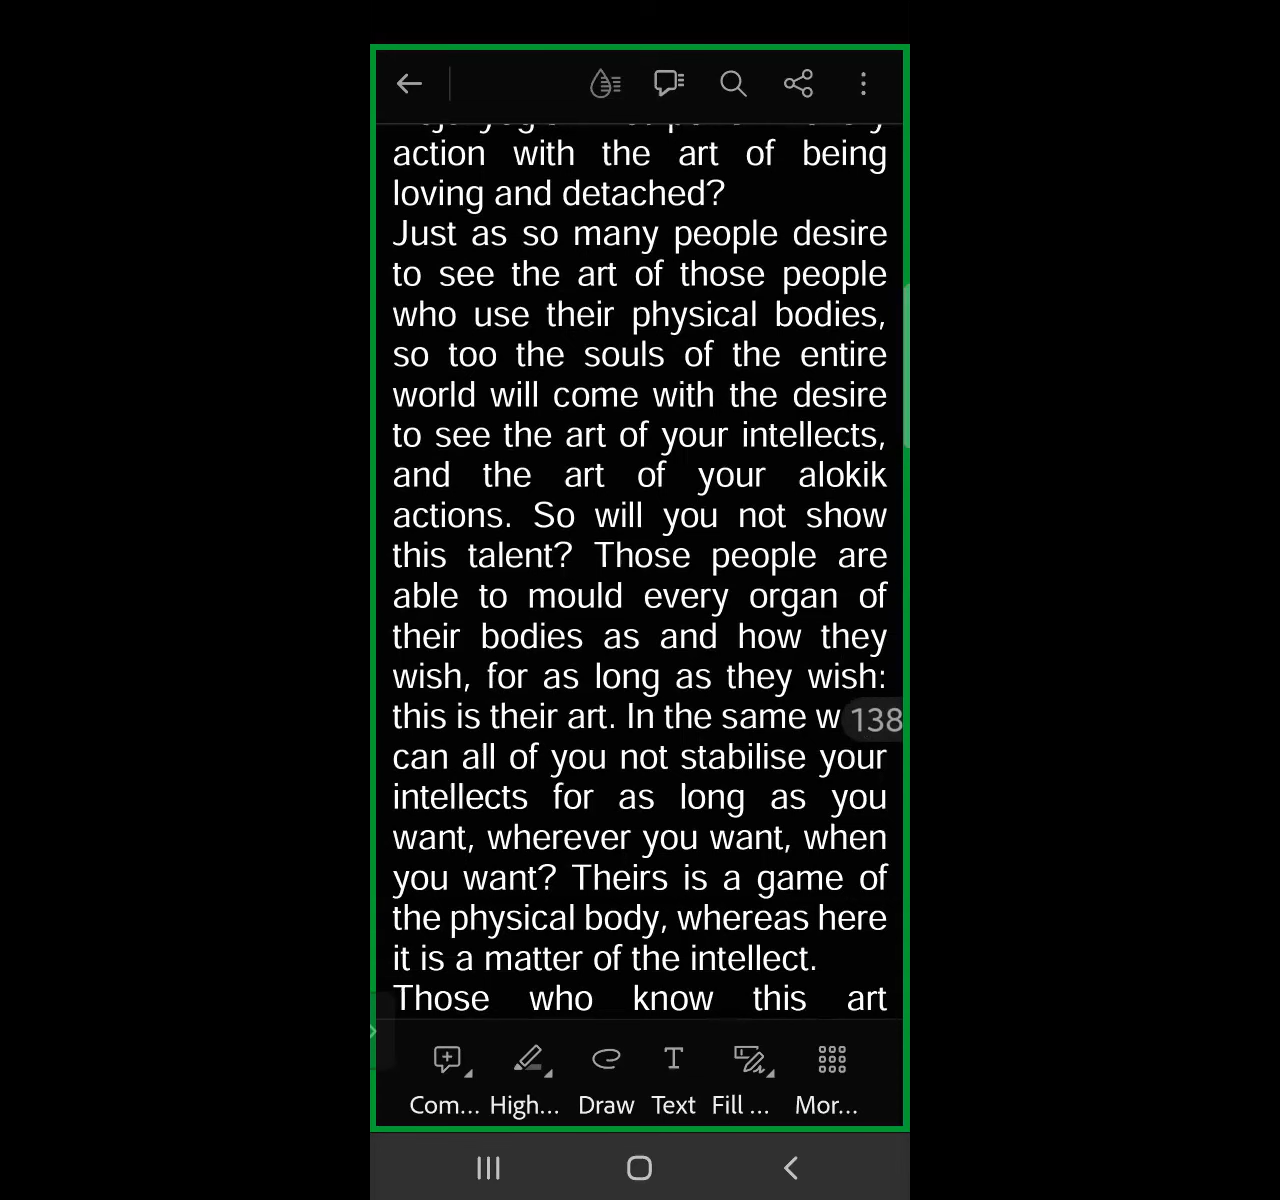 action with the art of being
loving and detached?
Just as so many people desire
to see the art of those people
who use their physical bodies,
so too the souls of the entire
world will come with the desire
to see the art of your intellects,
and the art of your alokik
actions. So will you not show
this talent? Those people are
able to mould every organ of
their bodies as and how they
wish, for as long as they wish:
this is their art. In the same w
138
can all of you not stabilise your
intellects for as long as you
want, wherever you want, when
you want? Theirs is a game of
the physical body, whereas here
it is a matter of the intellect.
Those who know this art
Com... High... Draw Text Fill ... Mor...